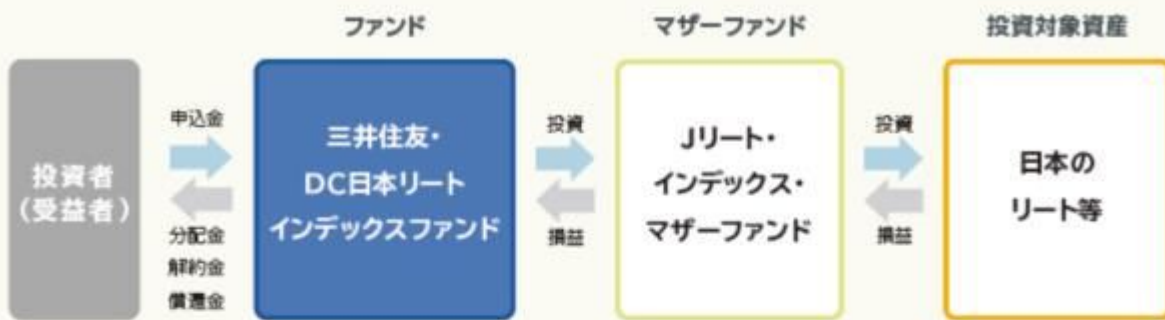 ファンド
マザーファンド
投資対象資産
投資者
(受益者)
申込金
分配金
解約金
償還金
三井住友・
DC日本リート
インデックスファンド
投資
損益
Jリート・
インデックス・
マザーファンド
投資
損益
日本の
リート等